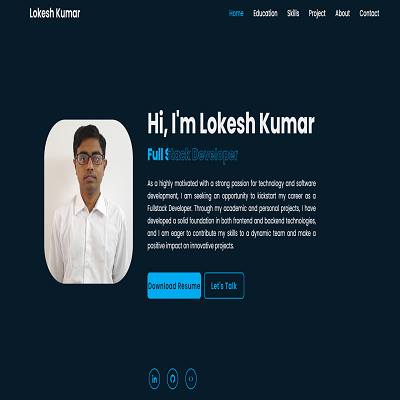 Lokesh Kumar
Home Education Skills Project About Contact
Hi, I'm Lokesh Kumar
Full Stack Developer
As a highly motivated with a strong passion for technology and software
development, I am seeking an opportunity to kickstart my career as a
Fullstack Developer. Through my academic and personal projects, I have
developed a solid foundation in both frontend and backend technologies,
and I am eager to contribute my skills to a dynamic team and make a
positive impact on innovative projects.
Download Resume Let's Talk
in